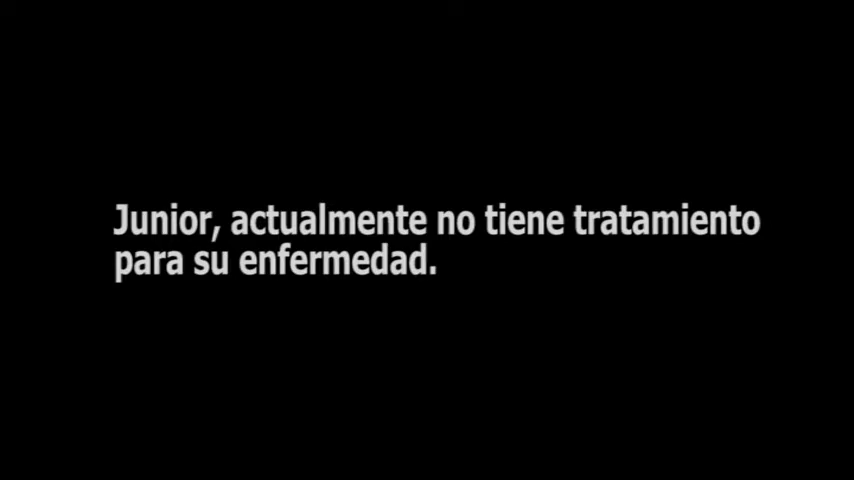 Junior, actualmente no tiene tratamiento
para su enfermedad.